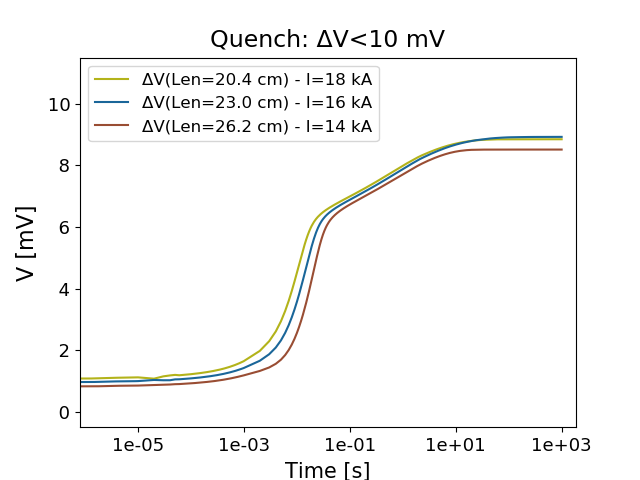 Quench: ΔV<10 mV
ΔV(Len=20.4 cm) - I=18 kA
ΔV(Len=23.0 cm) - I=16 kA
ΔV(Len=26.2 cm) - I=14 kA
V [mV]
10
8
6
4
2
0
1e-05 1e-03 1e-01 1e+01 1e+03
Time [s]